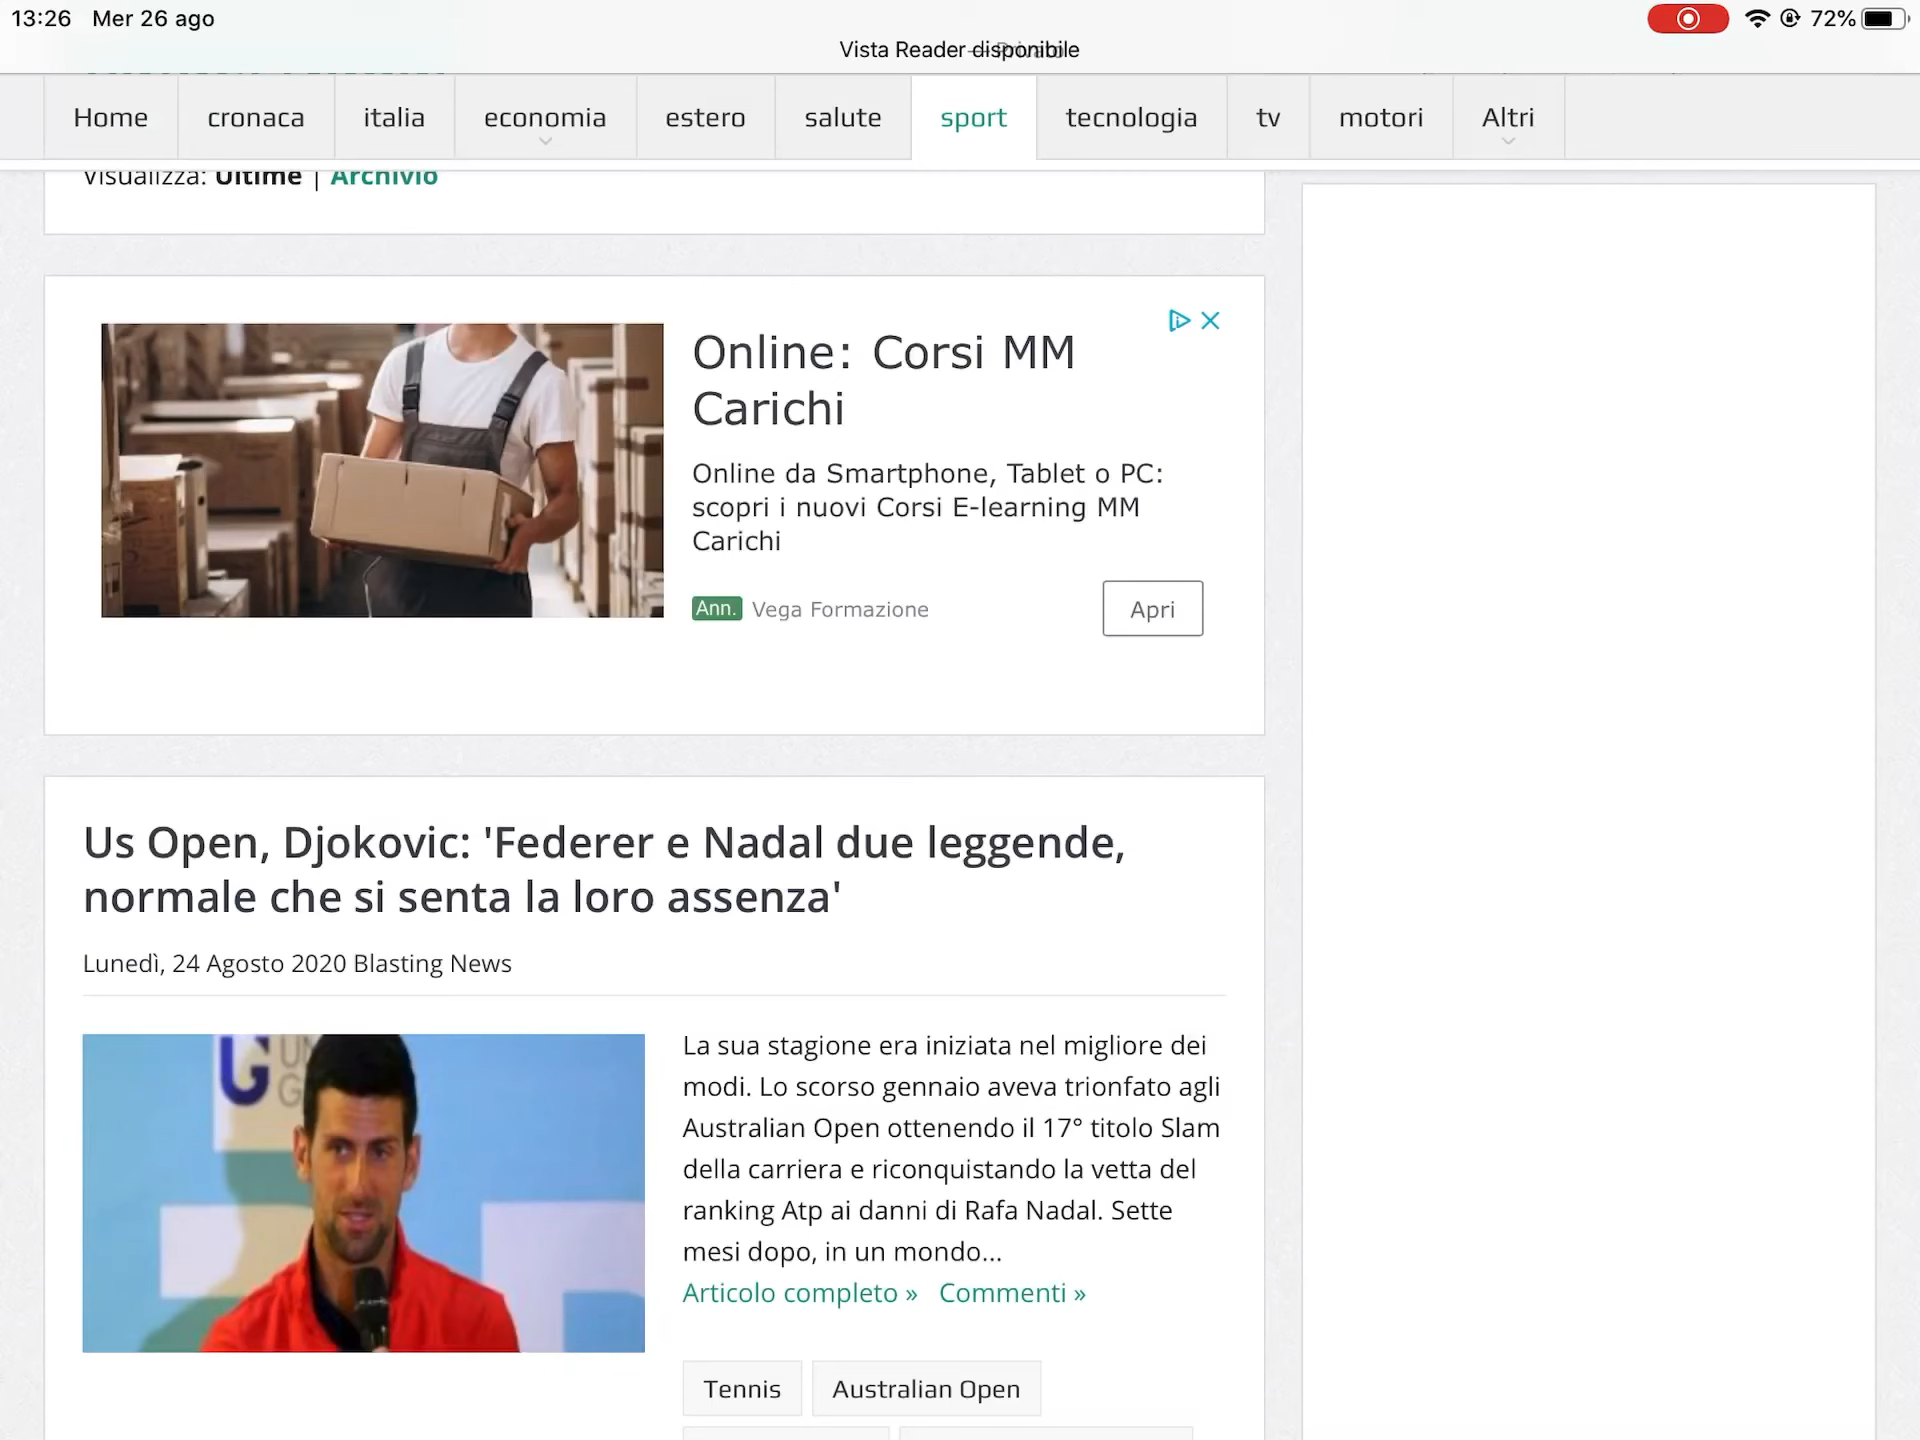 13:26 Mer 26 ago
72%
Vista Reader disponibile
Home cronaca italia economia estero salute sport tecnologia tv motori Altri
Visualizza: Ultime | Archivio
Online: Corsi MM
Carichi
Online da Smartphone, Tablet o PC:
scopri i nuovi Corsi E-learning MM
Carichi
Ann. Vega Formazione
Apri
Us Open, Djokovic: 'Federer e Nadal due leggende,
normale che si senta la loro assenza'
Lunedì, 24 Agosto 2020 Blasting News
La sua stagione era iniziata nel migliore dei
modi. Lo scorso gennaio aveva trionfato agli
Australian Open ottenendo il 17° titolo Slam
della carriera e riconquistando la vetta del
ranking Atp ai danni di Rafa Nadal. Sette
mesi dopo, in un mondo...
Articolo completo » Commenti »
Tennis Australian Open